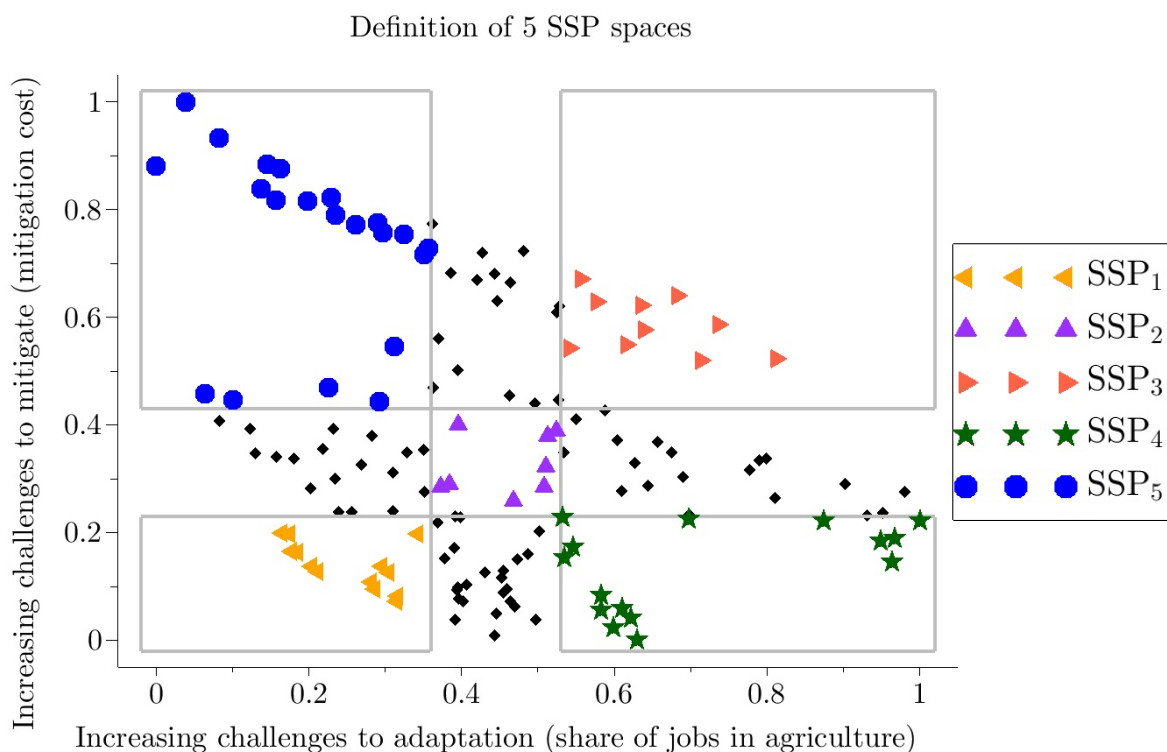 Definition of 5 SSP spaces
Increasing challenges to mitigate (mitigation cost)
1
0.8
0.6
0.4
0.2
0
0 0.2 0.4 0.6 0.8 1
Increasing challenges to adaptation (share of jobs in agriculture)
SSP₁
SSP₂
SSP₃
SSP₄
SSP₅